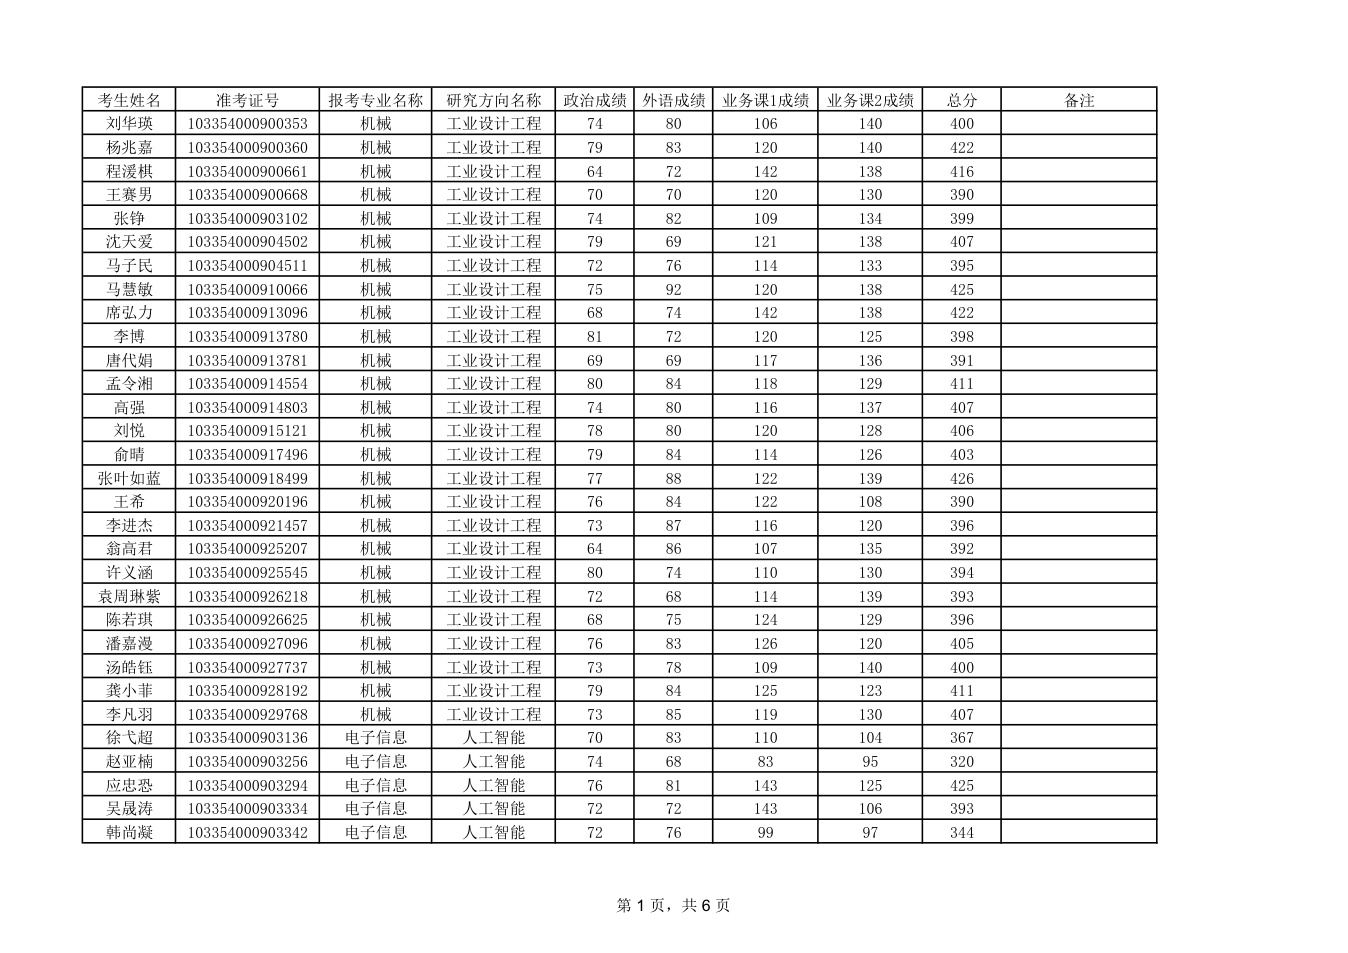 考生姓名 准考证号 报考专业名称 研究方向名称 政治成绩 外语成绩 业务课1成绩 业务课2成绩 总分 备注
刘华瑛 103354000900353 机械 工业设计工程 74 80 106 140 400
杨兆嘉 103354000900360 机械 工业设计工程 79 83 120 140 422
程湲棋 103354000900661 机械 工业设计工程 64 72 142 138 416
王赛男 103354000900668 机械 工业设计工程 70 70 120 130 390
张铮 103354000903102 机械 工业设计工程 74 82 109 134 399
沈天爱 103354000904502 机械 工业设计工程 79 69 121 138 407
马子民 103354000904511 机械 工业设计工程 72 76 114 133 395
马慧敏 103354000910066 机械 工业设计工程 75 92 120 138 425
席弘力 103354000913096 机械 工业设计工程 68 74 142 138 422
李博 103354000913780 机械 工业设计工程 81 72 120 125 398
唐代娟 103354000913781 机械 工业设计工程 69 69 117 136 391
孟令湘 103354000914554 机械 工业设计工程 80 84 118 129 411
高强 103354000914803 机械 工业设计工程 74 80 116 137 407
刘悦 103354000915121 机械 工业设计工程 78 80 120 128 406
俞晴 103354000917496 机械 工业设计工程 79 84 114 126 403
张叶如蓝 103354000918499 机械 工业设计工程 77 88 122 139 426
王希 103354000920196 机械 工业设计工程 76 84 122 108 390
李进杰 103354000921457 机械 工业设计工程 73 87 116 120 396
翁高君 103354000925207 机械 工业设计工程 64 86 107 135 392
许义涵 103354000925545 机械 工业设计工程 80 74 110 130 394
袁周琳紫 103354000926218 机械 工业设计工程 72 68 114 139 393
陈若琪 103354000926625 机械 工业设计工程 68 75 124 129 396
潘嘉漫 103354000927096 机械 工业设计工程 76 83 126 120 405
汤皓钰 103354000927737 机械 工业设计工程 73 78 109 140 400
龚小菲 103354000928192 机械 工业设计工程 79 84 125 123 411
李凡羽 103354000929768 机械 工业设计工程 73 85 119 130 407
徐弋超 103354000903136 电子信息 人工智能 70 83 110 104 367
赵亚楠 103354000903256 电子信息 人工智能 74 68 83 95 320
应忠恐 103354000903294 电子信息 人工智能 76 81 143 125 425
吴晟涛 103354000903334 电子信息 人工智能 72 72 143 106 393
韩尚凝 103354000903342 电子信息 人工智能 72 76 99 97 344
第 1 页，共 6 页